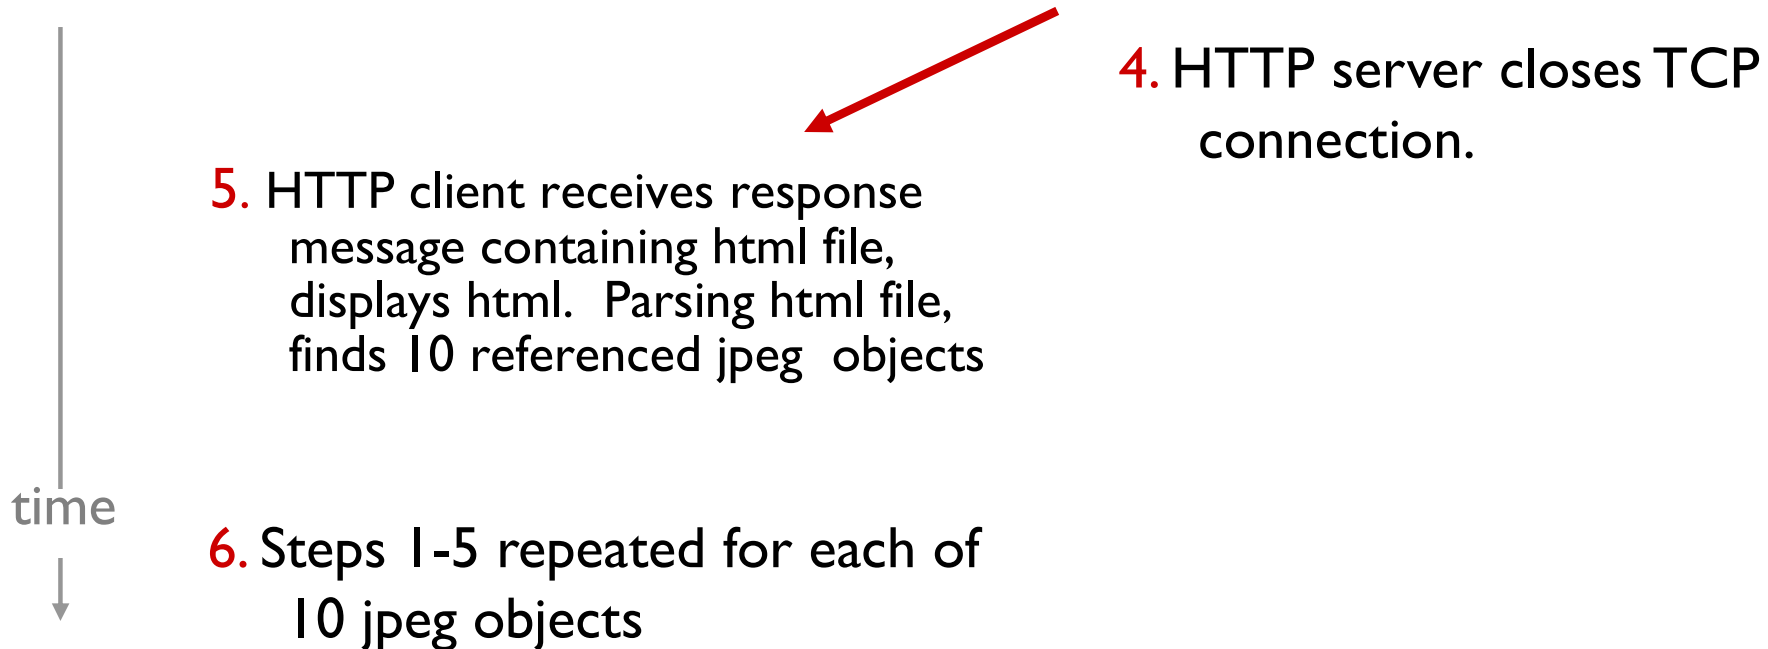 4. HTTP server closes TCP
connection.
5. HTTP client receives response
message containing html file,
displays html.  Parsing html file,
finds 10 referenced jpeg  objects
time
6. Steps 1-5 repeated for each of
10 jpeg objects